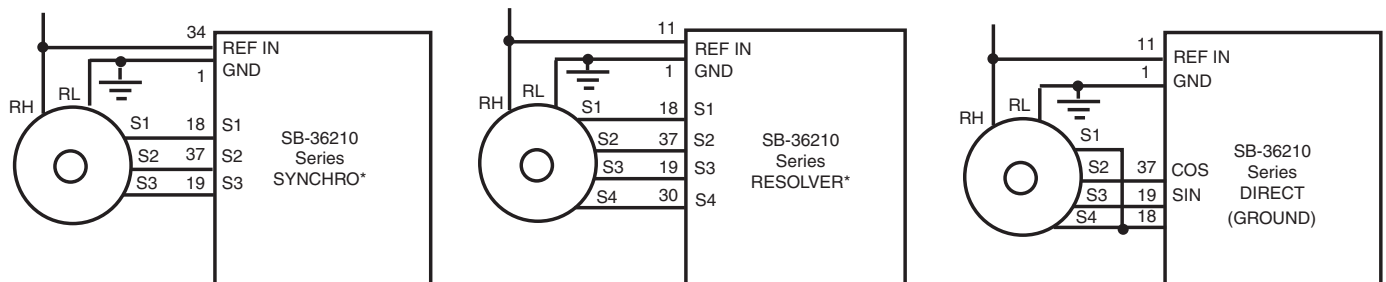 34
REF IN
1
GND
RH
RL
S1
18
S1
S2
37
S2
S3
19
S3
SB-36210
Series
SYNCHRO*
11
REF IN
1
GND
RH
RL
S1
18
S1
S2
37
S2
S3
19
S3
S4
30
S4
SB-36210
Series
RESOLVER*
11
REF IN
1
GND
RH
RL
S1
S2
37
COS
S3
19
SIN
S4
18
SB-36210
Series
DIRECT
(GROUND)